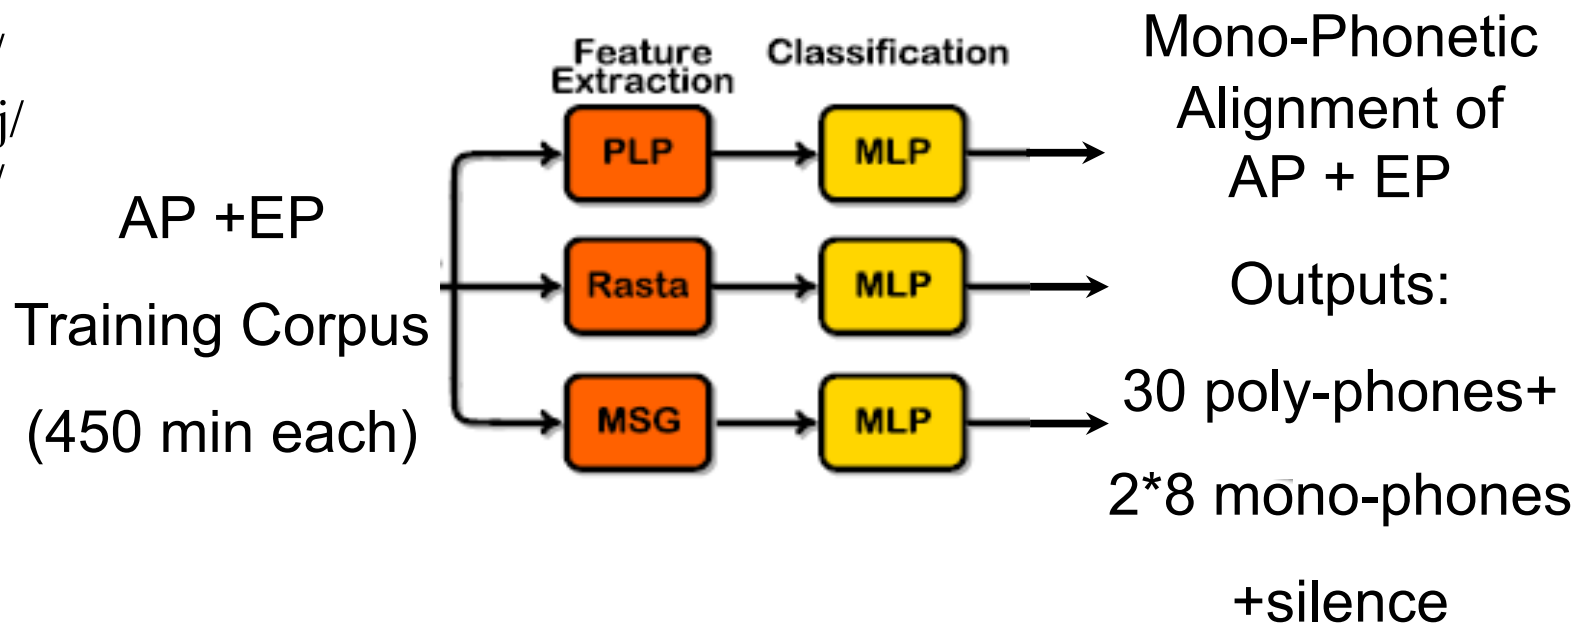 /
j/
/
AP +EP
Training Corpus
(450 min each)
Feature
Extraction
Classification
PLP
MLP
Rasta
MLP
MSG
MLP
Mono-Phonetic
Alignment of
AP + EP
Outputs:
30 poly-phones+
2*8 mono-phones
+silence